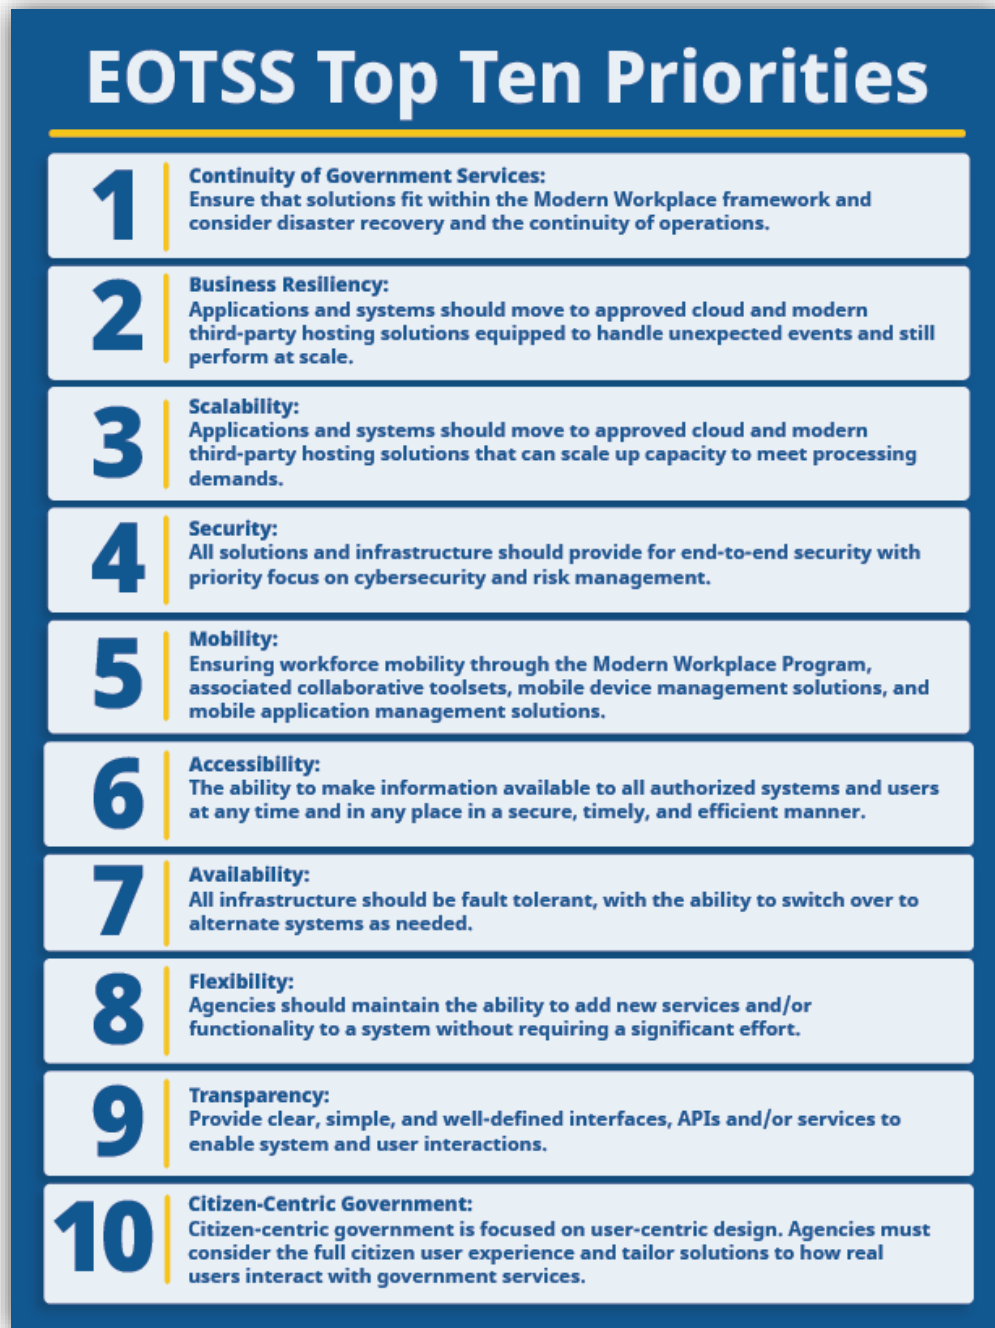 EOTSS Top Ten Priorities
1
Continuity of Government Services:
Ensure that solutions fit within the Modern Workplace framework and
consider disaster recovery and the continuity of operations.
2
Business Resiliency:
Applications and systems should move to approved cloud and modern
third-party hosting solutions equipped to handle unexpected events and still
perform at scale.
3
Scalability:
Applications and systems should move to approved cloud and modern
third-party hosting solutions that can scale up capacity to meet processing
demands.
4
Security:
All solutions and infrastructure should provide for end-to-end security with
priority focus on cybersecurity and risk management.
5
Mobility:
Ensuring workforce mobility through the Modern Workplace Program,
associated collaborative toolsets, mobile device management solutions, and
mobile application management solutions.
6
Accessibility:
The ability to make information available to all authorized systems and users
at any time and in any place in a secure, timely, and efficient manner.
7
Availability:
All infrastructure should be fault tolerant, with the ability to switch over to
alternate systems as needed.
8
Flexibility:
Agencies should maintain the ability to add new services and/or
functionality to a system without requiring a significant effort.
9
Transparency:
Provide clear, simple, and well-defined interfaces, APIs and/or services to
enable system and user interactions.
10
Citizen-Centric Government:
Citizen-centric government is focused on user-centric design. Agencies must
consider the full citizen user experience and tailor solutions to how real
users interact with government services.